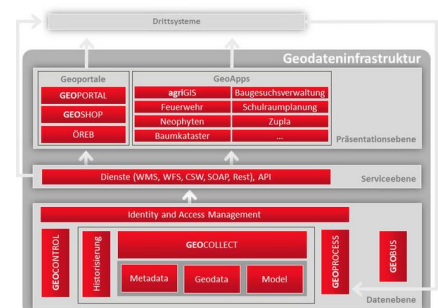 Drittsysteme
Geodateninfrastruktur
Geoportale
GEOPORTAL
GEOSHOP
ÖREB
GeoApps
agriGIS
Baugesuchsverwaltung
Feuerwehr
Schulraumplanung
Neophyten
Zupla
Baumkataster
...
Präsentationsebene
Dienste (WMS, WFS, CSW, SOAP, Rest), API
Serviceebene
Identity and Access Management
GEOCONTROL
Historisierung
GEOCOLLECT
Metadata
Geodata
Model
GEOPROCESS
GEOBUS
Datenebene